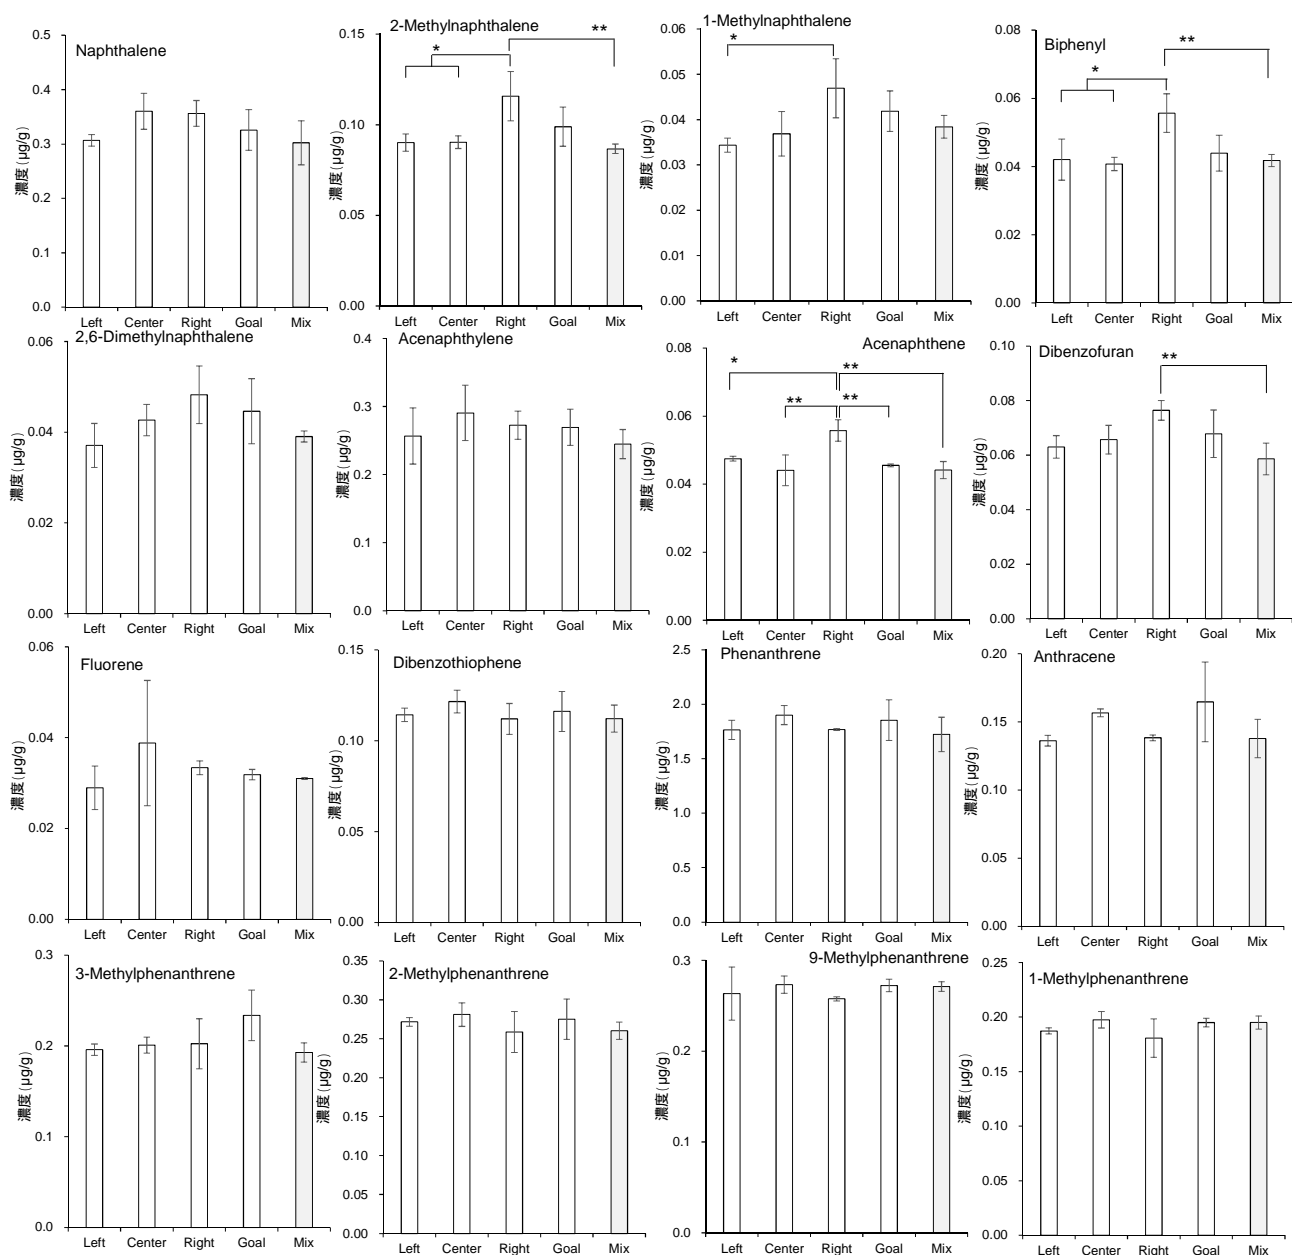 Naphthalene
濃度(μg/g)
0.5
0.4
0.3
0.2
0.1
0.0
Left Center Right Goal Mix
2-Methylnaphthalene
濃度(μg/g)
0.15
0.10
0.05
0.00
* **
Left Center Right Goal Mix
1-Methylnaphthalene
濃度(μg/g)
0.06
0.05
0.04
0.03
0.02
0.01
0.00
*
Left Center Right Goal Mix
Biphenyl
濃度(μg/g)
0.08
0.06
0.04
0.02
0.00
* **
Left Center Right Goal Mix
2,6-Dimethylnaphthalene
濃度(μg/g)
0.06
0.04
0.02
0.00
Left Center Right Goal Mix
Acenaphthylene
濃度(μg/g)
0.4
0.3
0.2
0.1
0.0
Left Center Right Goal Mix
Acenaphthene
濃度(μg/g)
0.08
0.06
0.04
0.02
0.00
* **
** **
Left Center Right Goal Mix
Dibenzofuran
濃度(μg/g)
0.10
0.08
0.06
0.04
0.02
0.00
**
Left Center Right Goal Mix
Fluorene
濃度(μg/g)
0.06
0.04
0.02
0.00
Left Center Right Goal Mix
Dibenzothiophene
濃度(μg/g)
0.15
0.10
0.05
0.00
Left Center Right Goal Mix
Phenanthrene
濃度(μg/g)
2.5
2.0
1.5
1.0
0.5
0.0
Left Center Right Goal Mix
Anthracene
濃度(μg/g)
0.20
0.15
0.10
0.05
0.00
Left Center Right Goal Mix
3-Methylphenanthrene
濃度(μg/g)
0.3
0.2
0.1
0.0
Left Center Right Goal Mix
2-Methylphenanthrene
濃度(μg/g)
0.35
0.30
0.25
0.20
0.15
0.10
0.05
0.00
Left Center Right Goal Mix
9-Methylphenanthrene
濃度(μg/g)
0.3
0.2
0.1
0.0
Left Center Right Goal Mix
1-Methylphenanthrene
濃度(μg/g)
0.25
0.20
0.15
0.10
0.05
0.00
Left Center Right Goal Mix